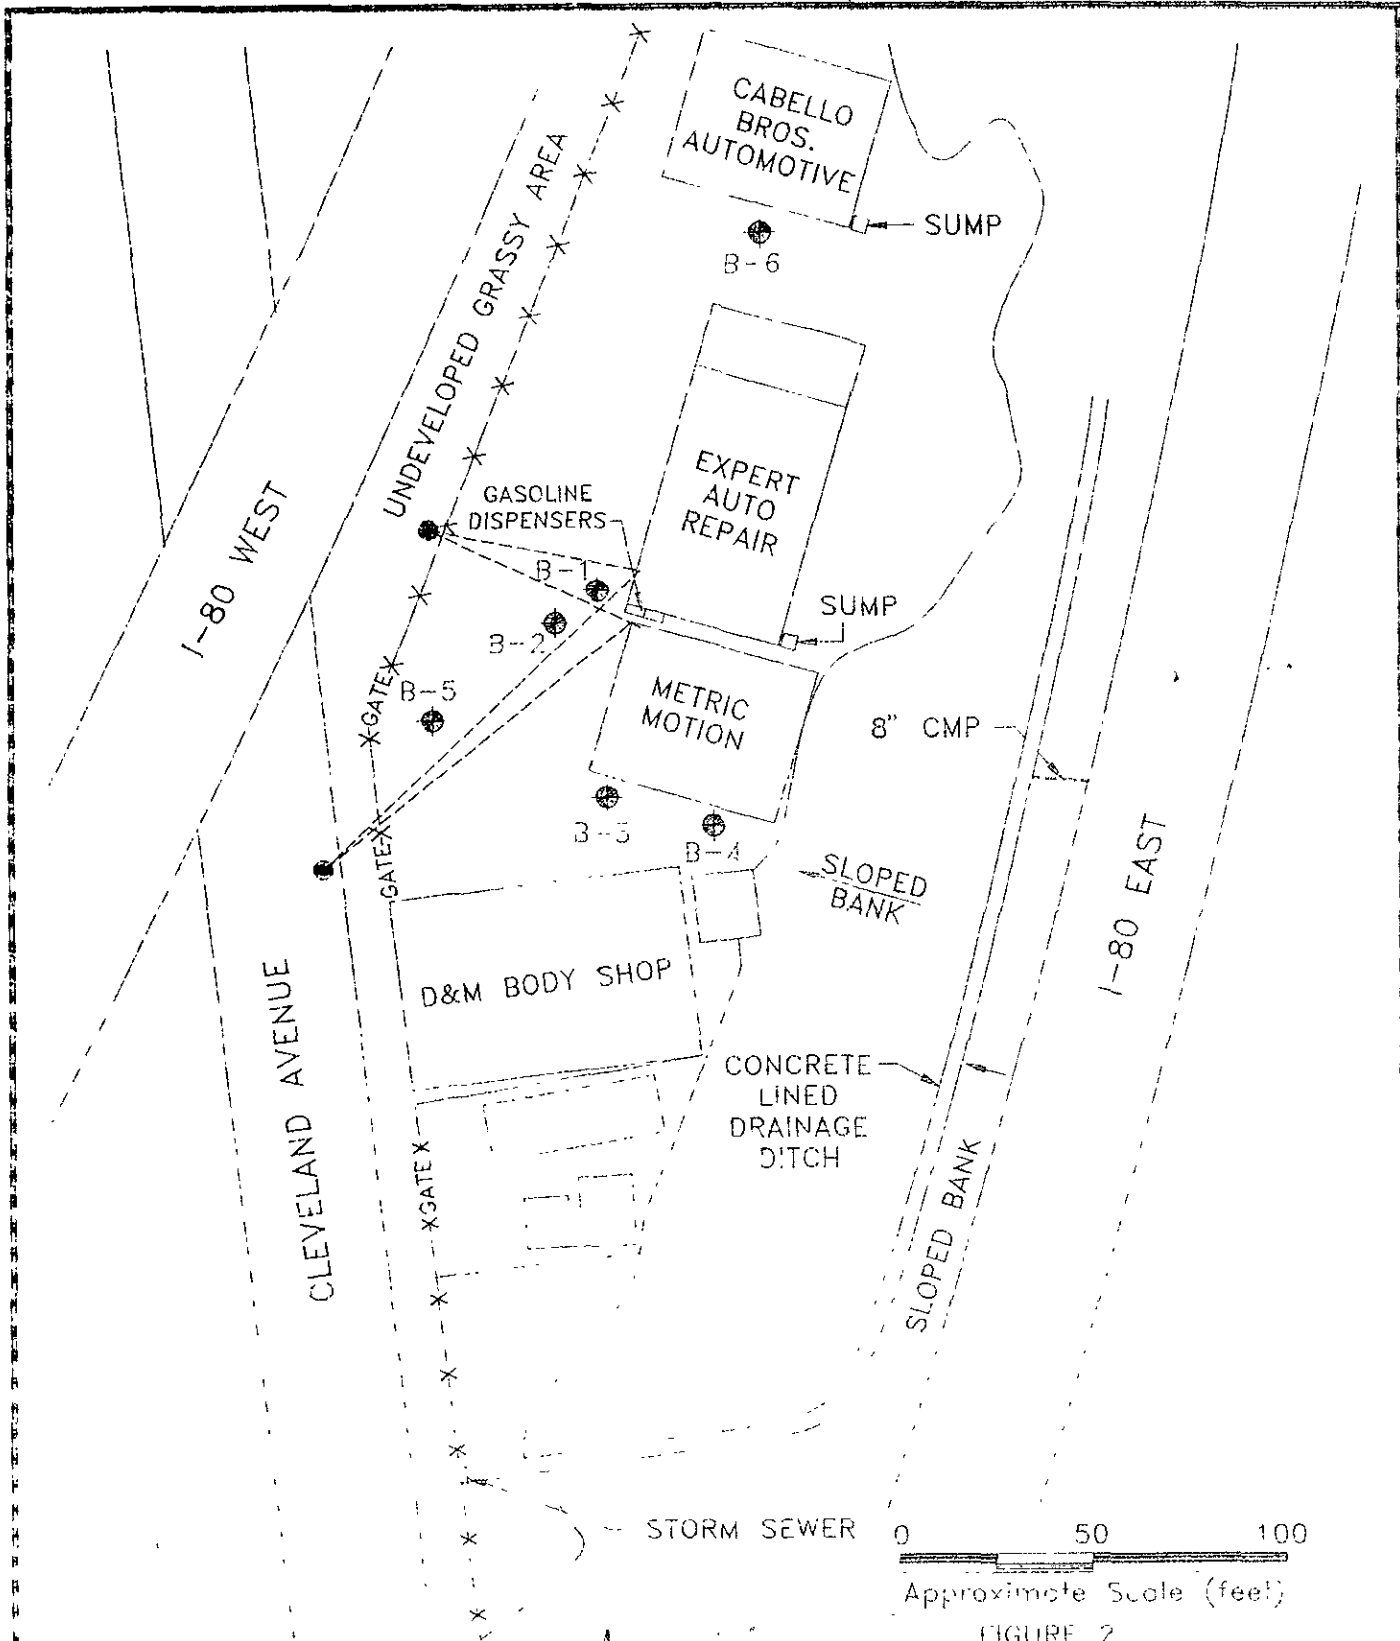 CABELLO
BROS.
AUTOMOTIVE
SUMP
B-6
UNDEVELOPED GRASSY AREA
I-80 WEST
GASOLINE
DISPENSERS
EXPERT
AUTO
REPAIR
B-1
B-2
SUMP
GATE
B-5
METRIC
MOTION
8" CMP
B-3
B-4
GATE
SLOPED
BANK
I-80 EAST
D&M BODY SHOP
CLEVELAND AVENUE
CONCRETE
LINED
DRAINAGE
DITCH
GATE
SLOPED BANK
STORM SEWER
0 50 100
Approximate Scale (feet)
FIGURE 2